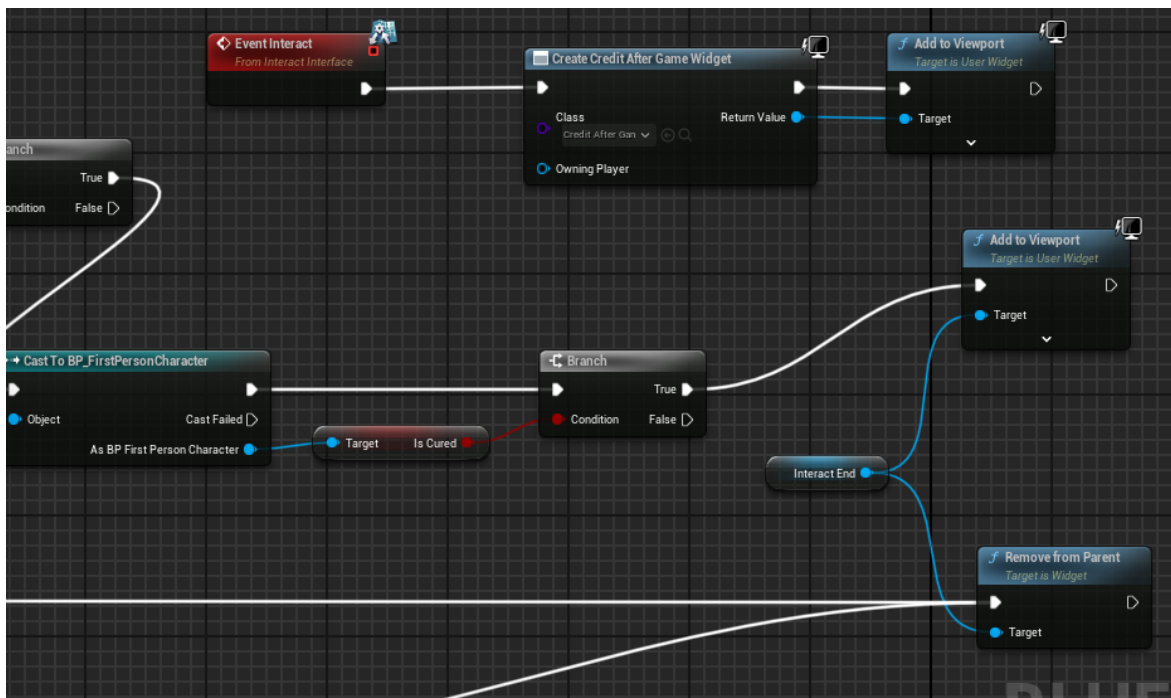 Event Interact
From Interact Interface
Create Credit After Game Widget
Class
Credit After Gan
Return Value
Owning Player
Add to Viewport
Target is User Widget
Target
anch
True
ondition
False
Add to Viewport
Target is User Widget
Target
Cast To BP_FirstPersonCharacter
Object
Cast Failed
As BP First Person Character
Target
Is Cured
Branch
True
Condition
False
Interact End
Remove from Parent
Target is Widget
Target